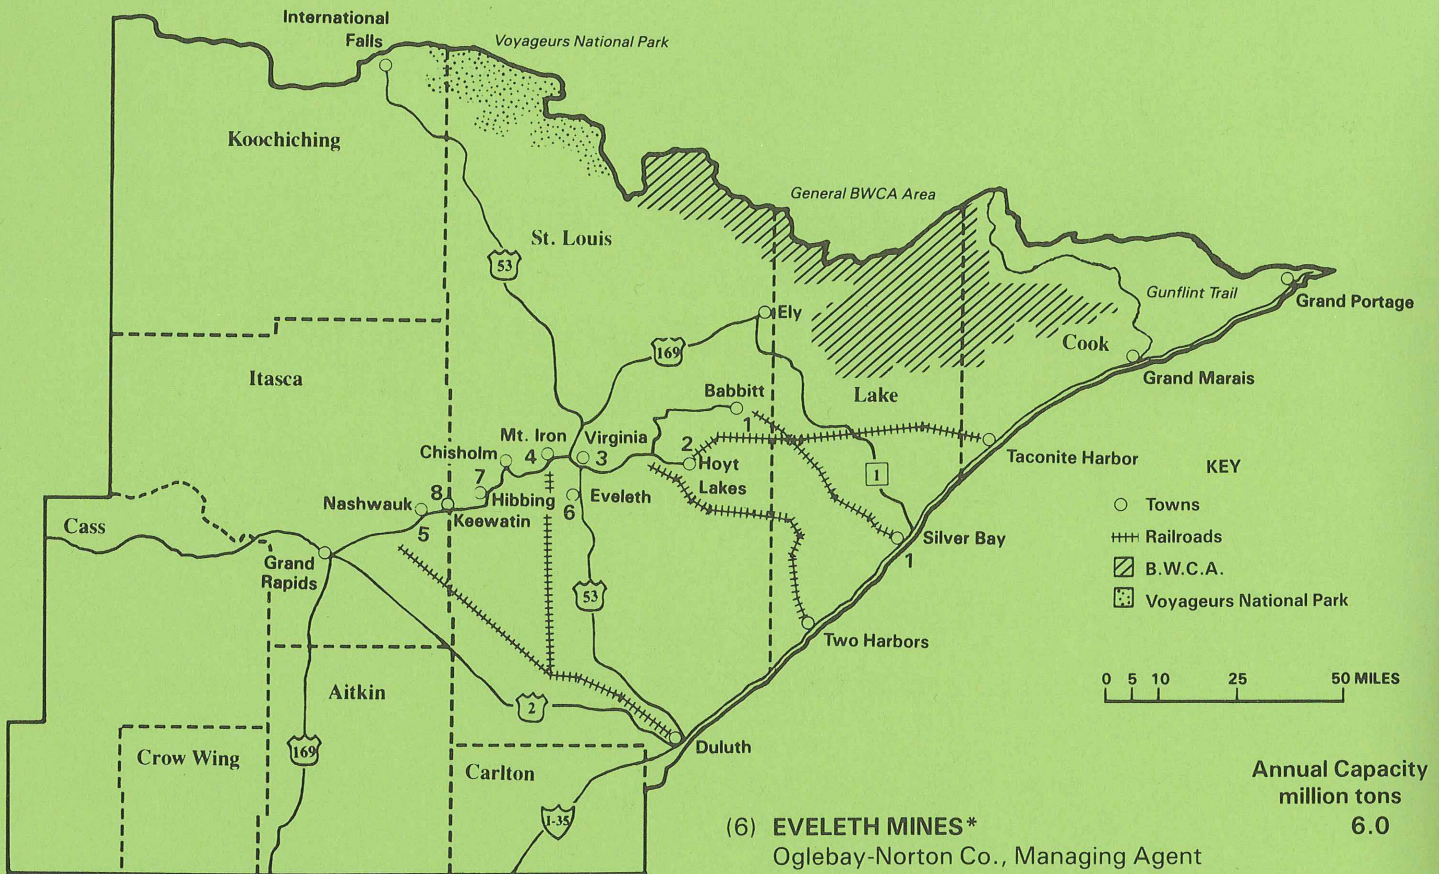 International
Falls
Voyageurs National Park
Koochiching
General BWCA Area
St. Louis
53
Gunflint Trail
Grand Portage
Ely
169
Cook
Itasca
Grand Marais
Babbitt
Lake
1
Mt. Iron
Virginia
Chisholm
4
3
2
Hoyt
Lakes
Taconite Harbor
KEY
7
1
Nashwauk
8
Hibbing
Eveleth
Keewatin
6
5
Towns
Cass
Silver Bay
Railroads
1
Grand
Rapids
B.W.C.A.
53
Voyageurs National Park
Two Harbors
0 5 10 25 50 MILES
Aitkin
2
Duluth
169
Crow Wing
Carlton
I-35
Annual Capacity
million tons
(6) EVELETH MINES* 6.0
Oglebay-Norton Co., Managing Agent